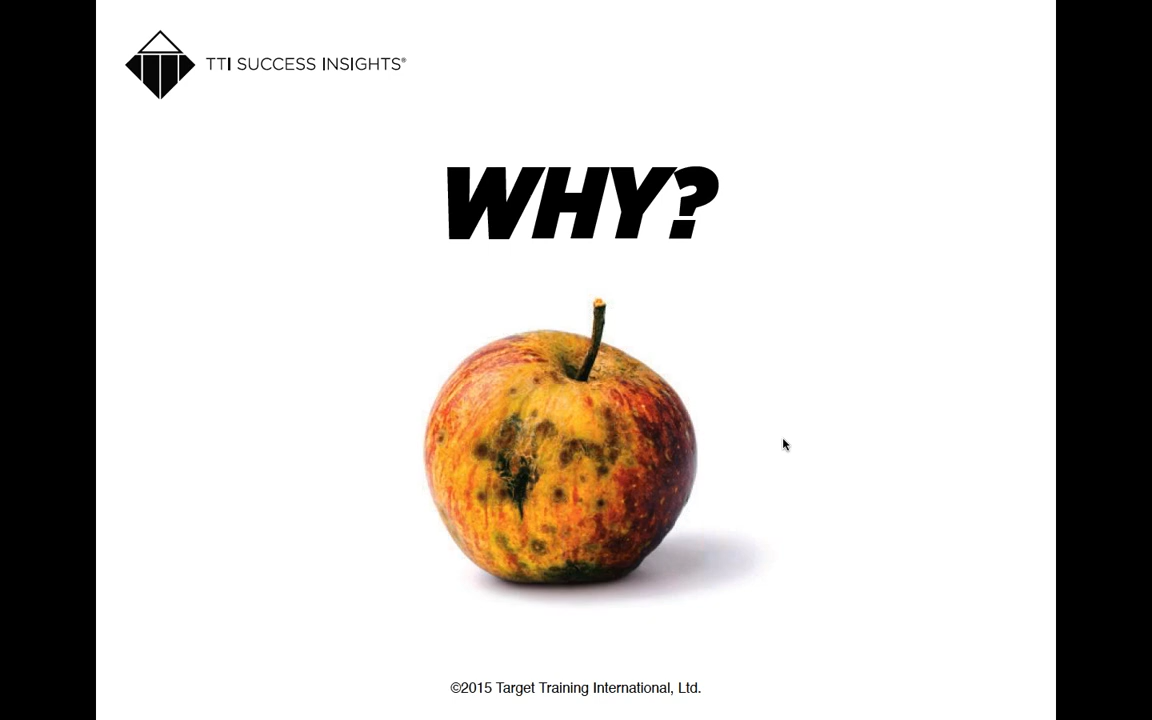 TTI SUCCESS INSIGHTS®
WHY?
©2015 Target Training International, Ltd.